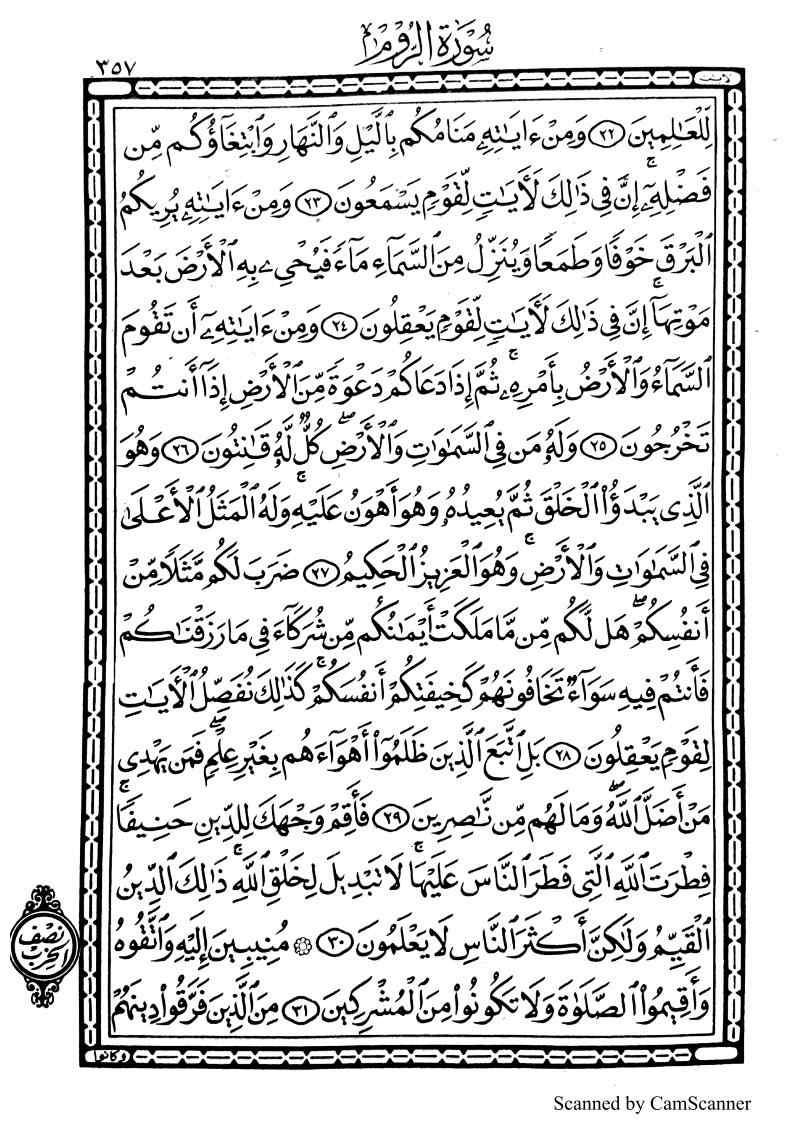 سُورَةُ الرُّومِ
٣٥٧
لِّلْعَٰلِمِينَ ٢٢ وَمِنْ ءَايَٰتِهِۦ مَنَامُكُم بِٱلَّيْلِ وَٱلنَّهَارِ وَٱبْتِغَآؤُكُم مِّن
فَضْلِهِۦٓ ۚ إِنَّ فِى ذَٰلِكَ لَأٓيَٰتٍ لِّقَوْمٍ يَسْمَعُونَ ٢٣ وَمِنْ ءَايَٰتِهِۦ يُرِيكُمُ
ٱلْبَرْقَ خَوْفًا وَطَمَعًا وَيُنَزِّلُ مِنَ ٱلسَّمَآءِ مَآءً فَيُحْىِۦ بِهِ ٱلْأَرْضَ بَعْدَ
مَوْتِهَآ ۚ إِنَّ فِى ذَٰلِكَ لَأٓيَٰتٍ لِّقَوْمٍ يَعْقِلُونَ ٢٤ وَمِنْ ءَايَٰتِهِۦٓ أَن تَقُومَ
ٱلسَّمَآءُ وَٱلْأَرْضُ بِأَمْرِهِۦ ۚ ثُمَّ إِذَا دَعَاكُمْ دَعْوَةً مِّنَ ٱلْأَرْضِ إِذَآ أَنتُمْ
تَخْرُجُونَ ٢٥ وَلَهُۥ مَن فِى ٱلسَّمَٰوَٰتِ وَٱلْأَرْضِ ۖ كُلٌّ لَّهُۥ قَٰنِتُونَ ٢٦ وَهُوَ
ٱلَّذِى يَبْدَؤُا۟ ٱلْخَلْقَ ثُمَّ يُعِيدُهُۥ وَهُوَ أَهْوَنُ عَلَيْهِ ۚ وَلَهُ ٱلْمَثَلُ ٱلْأَعْلَىٰ
فِى ٱلسَّمَٰوَٰتِ وَٱلْأَرْضِ ۚ وَهُوَ ٱلْعَزِيزُ ٱلْحَكِيمُ ٢٧ ضَرَبَ لَكُم مَّثَلًا مِّنْ
أَنفُسِكُمْ ۖ هَل لَّكُم مِّن مَّا مَلَكَتْ أَيْمَٰنُكُم مِّن شُرَكَآءَ فِى مَا رَزَقْنَٰكُمْ
فَأَنتُمْ فِيهِ سَوَآءٌ تَخَافُونَهُمْ كَخِيفَتِكُمْ أَنفُسَكُمْ ۚ كَذَٰلِكَ نُفَصِّلُ ٱلْأٓيَٰتِ
لِقَوْمٍ يَعْقِلُونَ ٢٨ بَلِ ٱتَّبَعَ ٱلَّذِينَ ظَلَمُوٓا۟ أَهْوَآءَهُم بِغَيْرِ عِلْمٍ ۖ فَمَن يَهْدِى
مَنْ أَضَلَّ ٱللَّهُ ۖ وَمَا لَهُم مِّن نَّٰصِرِينَ ٢٩ فَأَقِمْ وَجْهَكَ لِلدِّينِ حَنِيفًا ۚ
فِطْرَتَ ٱللَّهِ ٱلَّتِى فَطَرَ ٱلنَّاسَ عَلَيْهَا ۚ لَا تَبْدِيلَ لِخَلْقِ ٱللَّهِ ۚ ذَٰلِكَ ٱلدِّينُ
ٱلْقَيِّمُ وَلَٰكِنَّ أَكْثَرَ ٱلنَّاسِ لَا يَعْلَمُونَ ٣٠ ۞ مُنِيبِينَ إِلَيْهِ وَٱتَّقُوهُ
وَأَقِيمُوا۟ ٱلصَّلَوٰةَ وَلَا تَكُونُوا۟ مِنَ ٱلْمُشْرِكِينَ ٣١ مِنَ ٱلَّذِينَ فَرَّقُوا۟ دِينَهُمْ
نصف
الحزب
وكانوا
Scanned by CamScanner